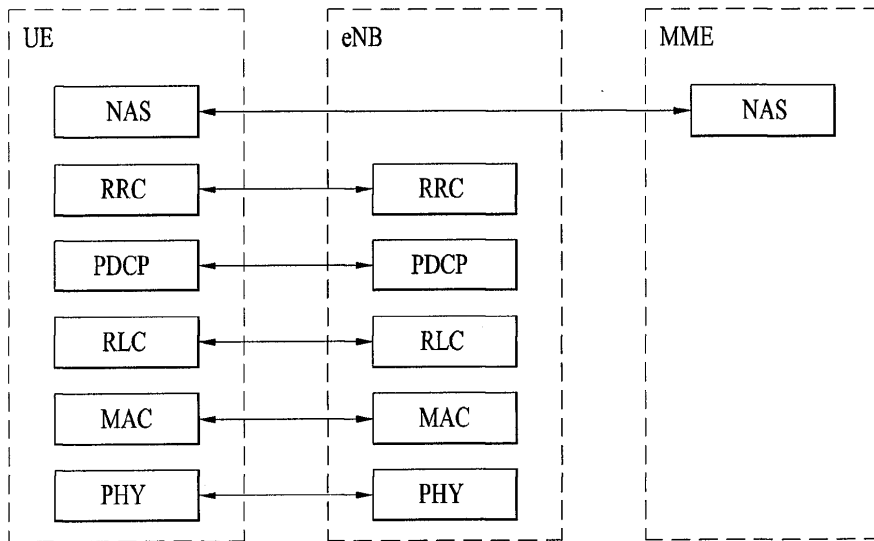 UE eNB MME
NAS NAS
RRC RRC
PDCP PDCP
RLC RLC
MAC MAC
PHY PHY